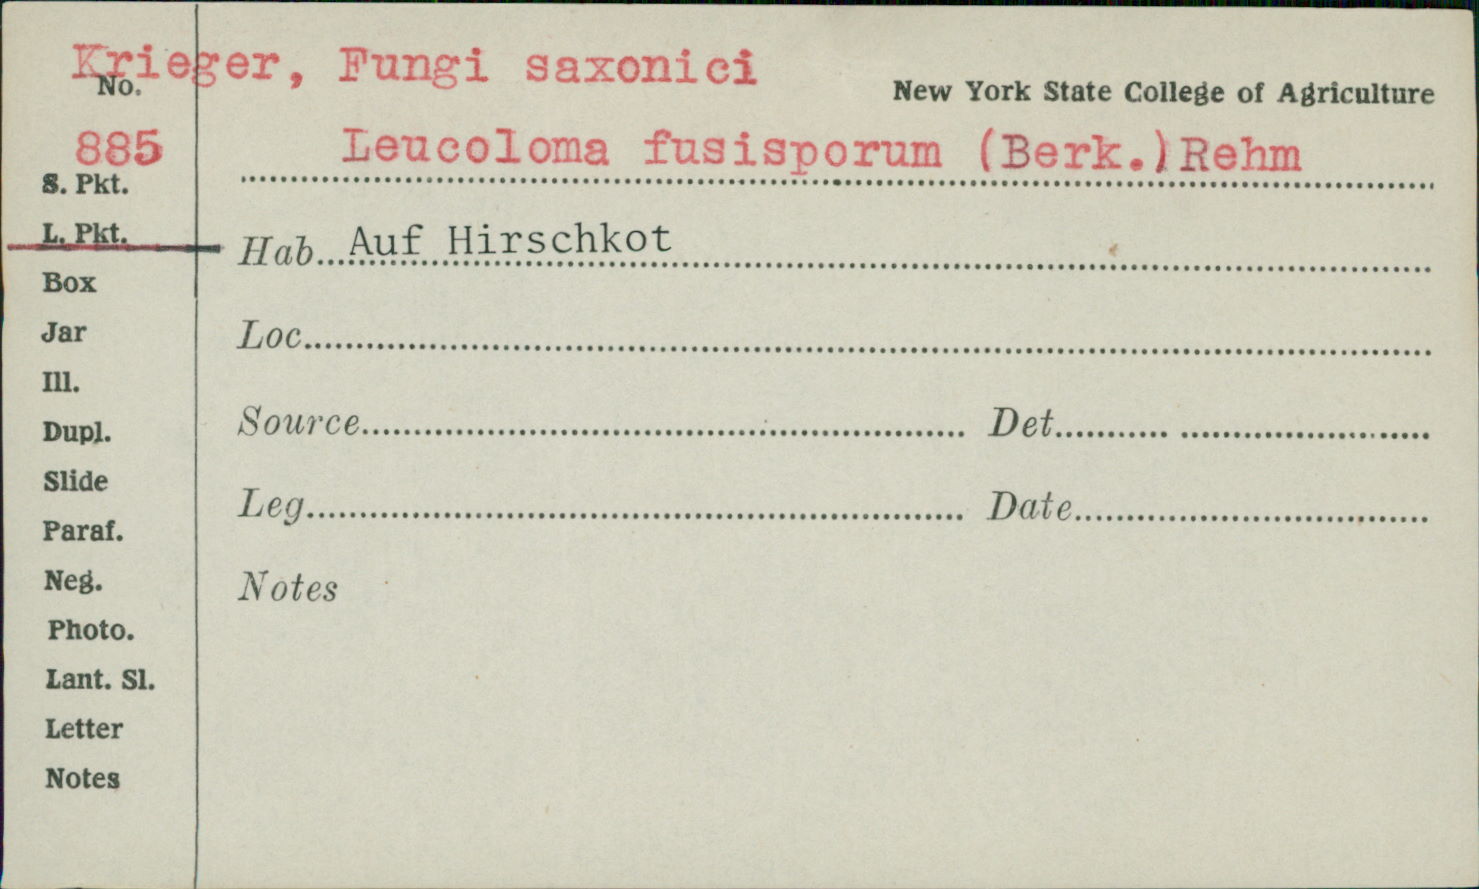 Krieger, Fungi saxonici
No.
New York State College of Agriculture
885
Leucoloma fusisporum (Berk.)Rehm
S. Pkt.
L. Pkt.
Hab. Auf Hirschkot
Box
Jar
Loc.
Ill.
Dupl.
Source Det.
Slide
Leg. Date
Paraf.
Neg.
Notes
Photo.
Lant. Sl.
Letter
Notes